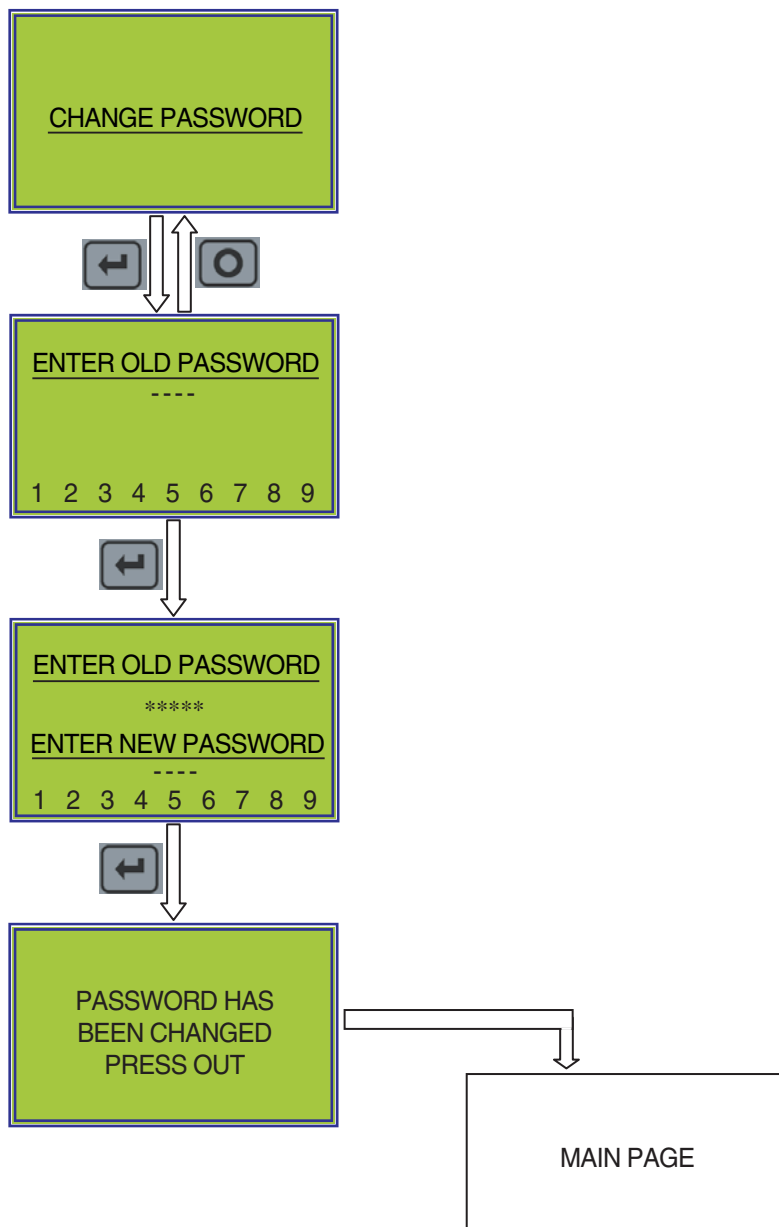 CHANGE PASSWORD
ENTER OLD PASSWORD
----
1 2 3 4 5 6 7 8 9
ENTER OLD PASSWORD
*****
ENTER NEW PASSWORD
----
1 2 3 4 5 6 7 8 9
PASSWORD HAS
BEEN CHANGED
PRESS OUT
MAIN PAGE